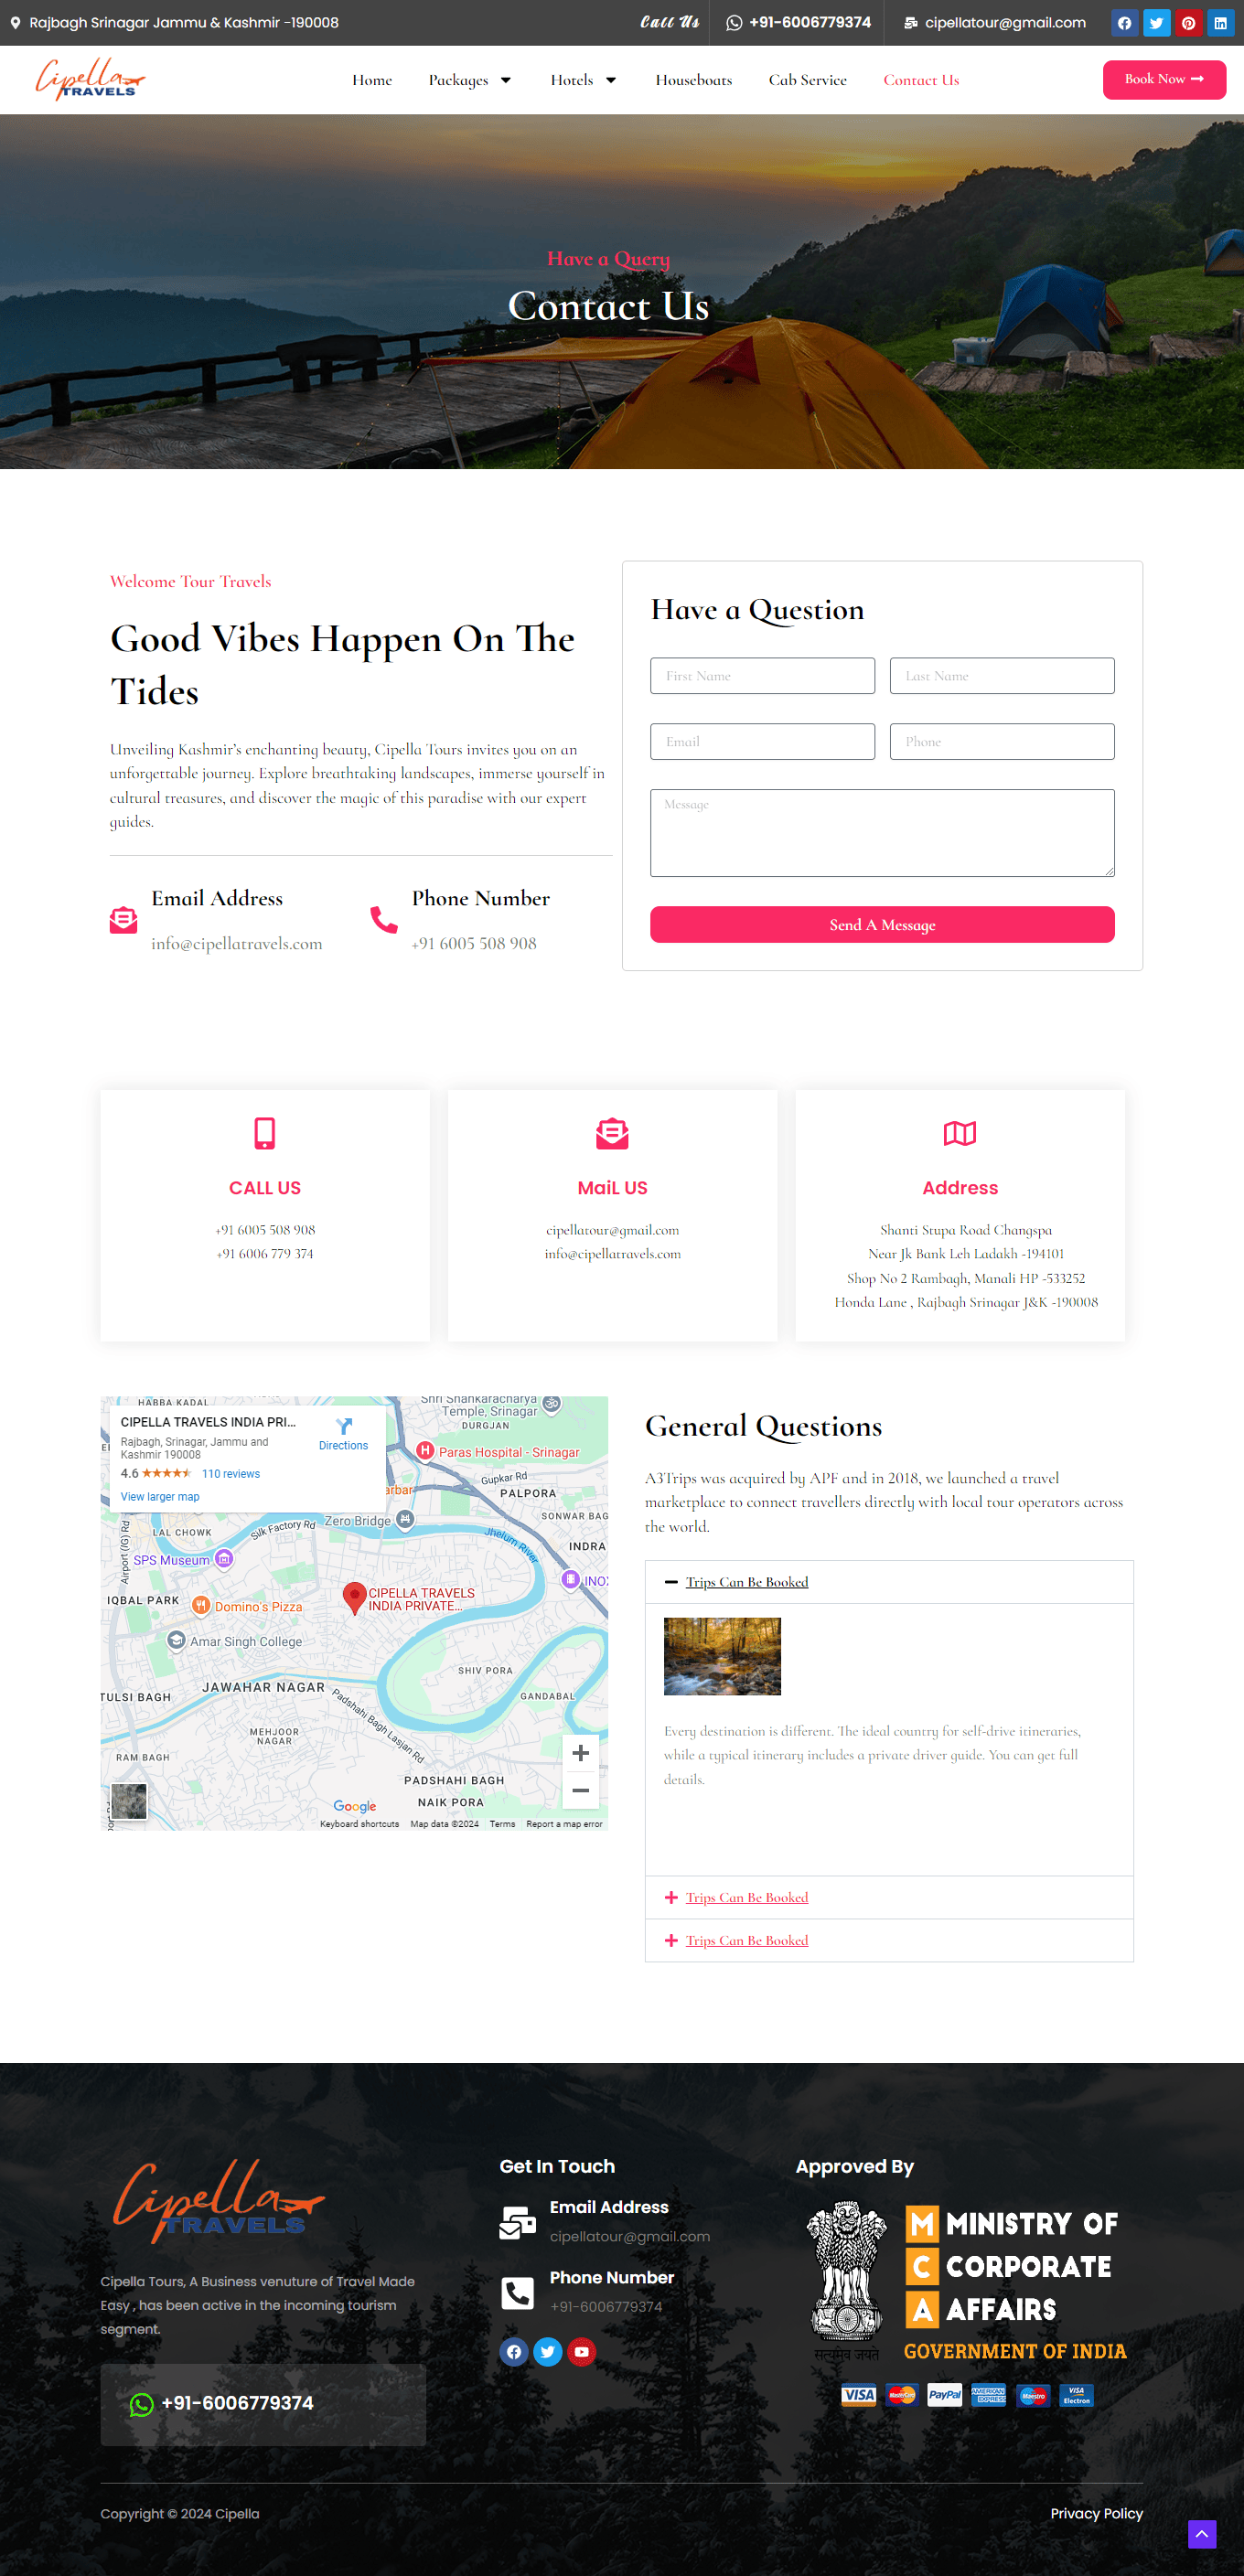 Rajbagh Srinagar Jammu & Kashmir -190008
Call Us
+91-6006779374
cipellatour@gmail.com
Cipella
TRAVELS
Home
Packages
Hotels
Houseboats
Cab Service
Contact Us
Book Now
Have a Query
Contact Us
Welcome Tour Travels
Good Vibes Happen On The
Tides
Unveiling Kashmir's enchanting beauty, Cipella Tours invites you on an
unforgettable journey. Explore breathtaking landscapes, immerse yourself in
cultural treasures, and discover the magic of this paradise with our expert
guides.
Email Address
info@cipellatravels.com
Phone Number
+91 6005 508 908
Have a Question
First Name
Last Name
Email
Phone
Message
Send A Message
CALL US
+91 6005 508 908
+91 6006 779 374
MaiL US
cipellatour@gmail.com
info@cipellatravels.com
Address
Shanti Stupa Road Changspa
Near Jk Bank Leh Ladakh -194101
Shop No 2 Rambagh, Manali HP -533252
Honda Lane , Rajbagh Srinagar J&K -190008
HABBA KADAL
CIPELLA TRAVELS INDIA PRI...
Rajbagh, Srinagar, Jammu and
Kashmir 190008
4.6
110 reviews
View larger map
Directions
Shri Shankaracharya
Temple, Srinagar
DURGJAN
Paras Hospital - Srinagar
Gupkar Rd
PALPORA
SONWAR BAG
Zero Bridge
LAL CHOWK
Silk Factory Rd
Airport (IG) Rd
Jhelum River
INDRA
SPS Museum
INO
IQBAL PARK
Domino's Pizza
CIPELLA TRAVELS
INDIA PRIVATE...
Amar Singh College
SHIV PORA
JAWAHAR NAGAR
TULSI BAGH
GANDABAL
Padshahi Bagh Lasjan Rd
MEHJOOR
NAGAR
RAM BAGH
PADSHAHI BAGH
NAIK PORA
Google
Keyboard shortcuts
Map data ©2024
Terms
Report a map error
General Questions
A3Trips was acquired by APF and in 2018, we launched a travel
marketplace to connect travellers directly with local tour operators across
the world.
Trips Can Be Booked
Every destination is different. The ideal country for self-drive itineraries,
while a typical itinerary includes a private driver guide. You can get full
details.
Trips Can Be Booked
Trips Can Be Booked
Cipella
TRAVELS
Cipella Tours, A Business venuture of Travel Made
Easy , has been active in the incoming tourism
segment.
+91-6006779374
Get In Touch
Email Address
cipellatour@gmail.com
Phone Number
+91-6006779374
Approved By
MINISTRY OF
CORPORATE
AFFAIRS
GOVERNMENT OF INDIA
सत्यमेव जयते
VISA
MasterCard
PayPal
AMERICAN EXPRESS
Maestro
VISA Electron
Copyright © 2024 Cipella
Privacy Policy